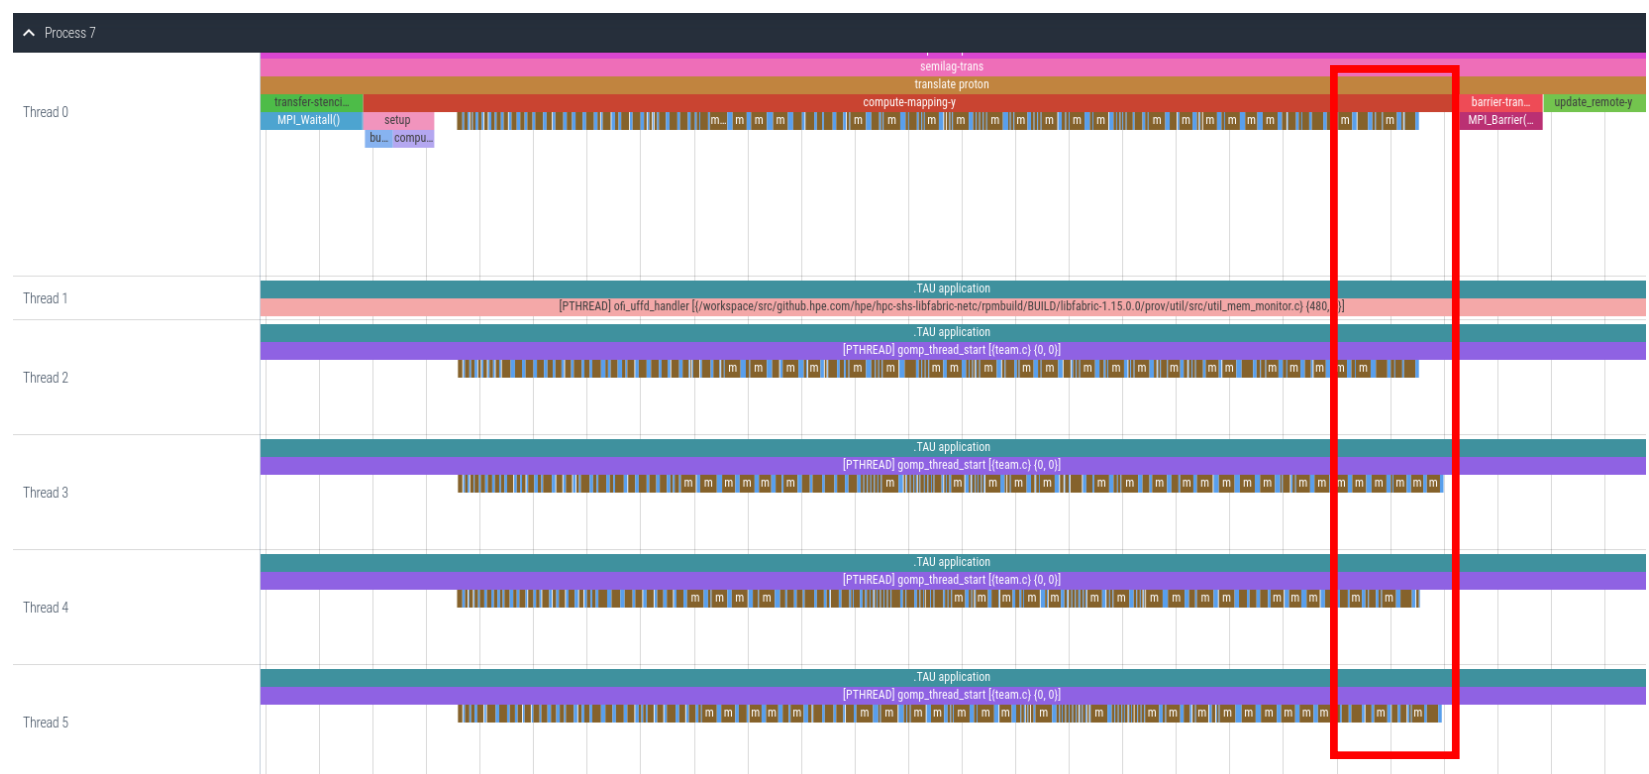 Process 7
semilag-trans
translate proton
transfer-stenci... compute-mapping-y barrier-tran... update_remote-y
Thread 0
MPI_Waitall() setup m... m m m m m m m m m m m m m m m m m m m m MPI_Barrier(...
bu... compu...
.TAU application
Thread 1
[PTHREAD] ofi_uffd_handler [{/workspace/src/github.hpe.com/hpe/hpc-shs-libfabric-netc/rpmbuild/BUILD/libfabric-1.15.0.0/prov/util/src/util_mem_monitor.c} {480, )]
.TAU application
[PTHREAD] gomp_thread_start [{team.c} {0, 0}]
Thread 2
m m m m m m m m m m m m m m m m m m m m m m
.TAU application
[PTHREAD] gomp_thread_start [{team.c} {0, 0}]
Thread 3
m m m m m m m m m m m m m m m m m m m m m m m m m
.TAU application
[PTHREAD] gomp_thread_start [{team.c} {0, 0}]
Thread 4
m m m m m m m m m m m m m m m m m m m
.TAU application
[PTHREAD] gomp_thread_start [{team.c} {0, 0}]
Thread 5
m m m m m m m m m m m m m m m m m m m m m m m